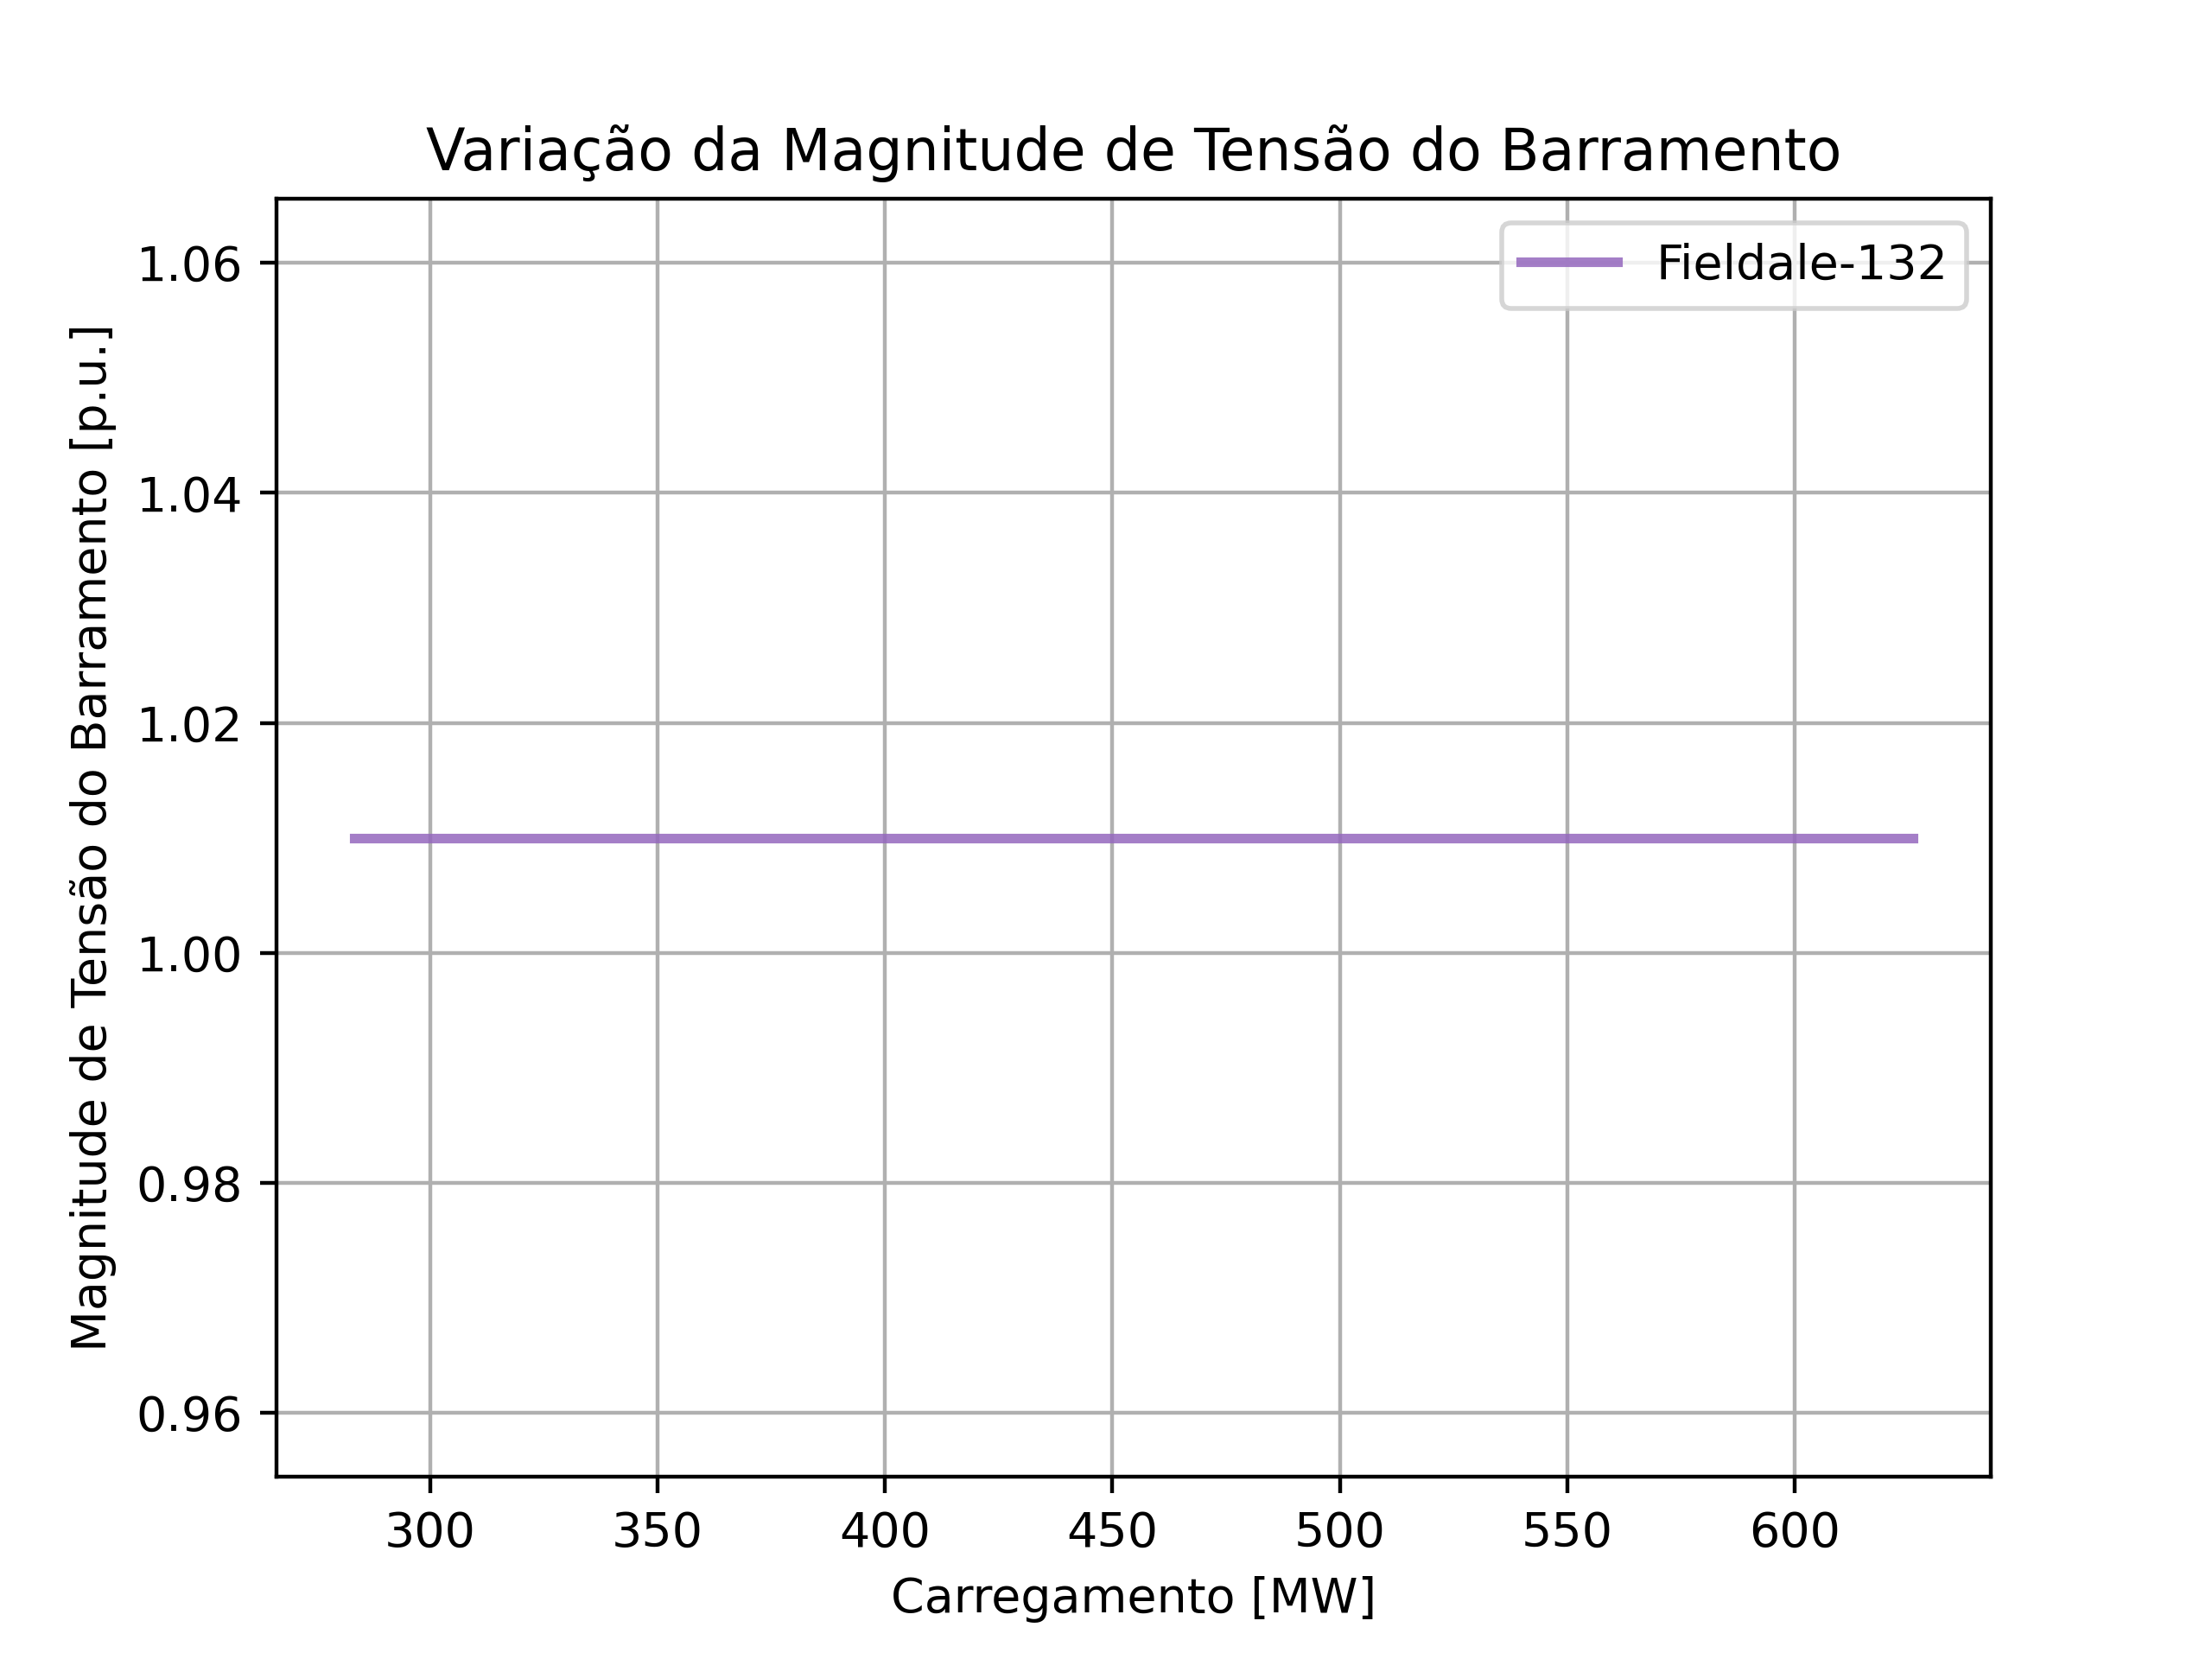 Variação da Magnitude de Tensão do Barramento
Fieldale-132
Magnitude de Tensão do Barramento [p.u.]
1.06
1.04
1.02
1.00
0.98
0.96
300 350 400 450 500 550 600
Carregamento [MW]